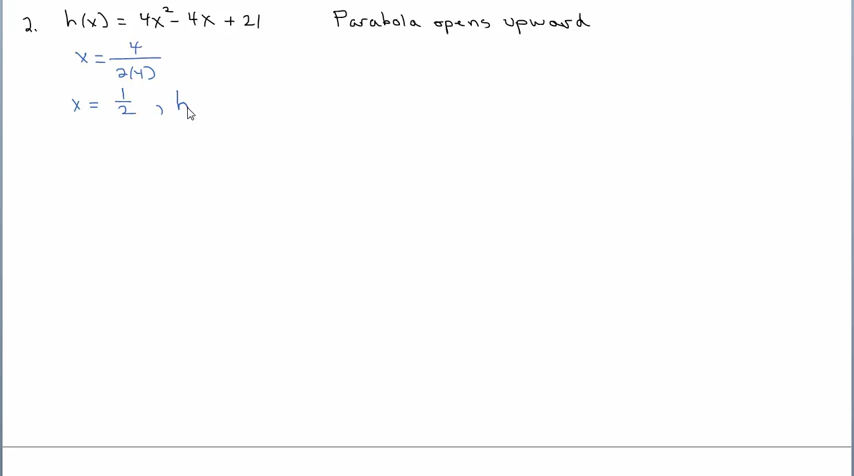 2. h(x) = 4x² - 4x + 21 Parabola opens upward
x = 4/2(4)
x = 1/2 , h